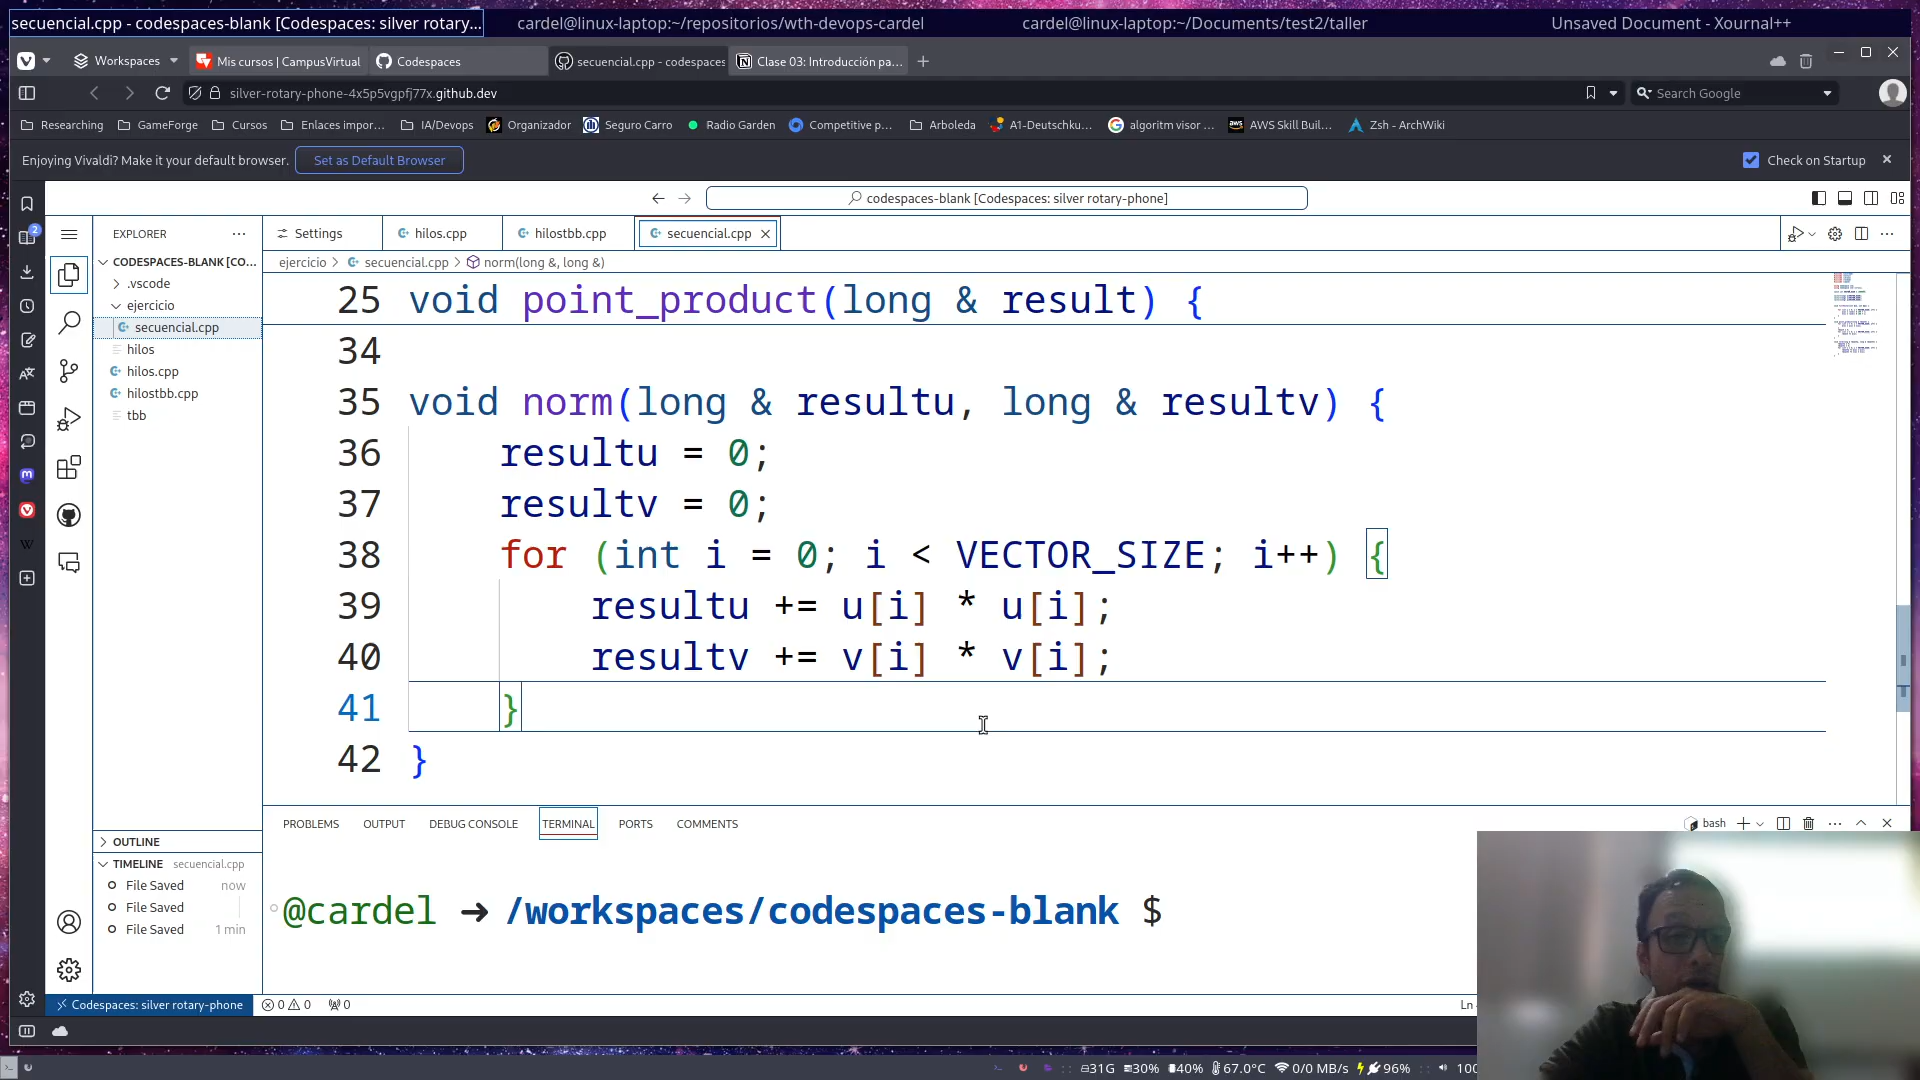 secuencial.cpp - codespaces-blank [Codespaces: silver rotary...
cardel@linux-laptop:~/repositorios/wth-devops-cardel
cardel@linux-laptop:~/Documents/test2/taller
Unsaved Document - Xournal++
Workspaces
Mis cursos | CampusVirtual
Codespaces
secuencial.cpp - codespaces
Clase 03: Introducción pa...
silver-rotary-phone-4x5p5vgpfj77x.github.dev
Search Google
Researching
GameForge
Cursos
Enlaces impor...
IA/Devops
Organizador
Seguro Carro
Radio Garden
Competitive p...
Arboleda
A1-Deutschku...
algoritm visor ...
AWS Skill Buil...
Zsh - ArchWiki
Enjoying Vivaldi? Make it your default browser.
Set as Default Browser
Check on Startup
codespaces-blank [Codespaces: silver rotary-phone]
2
EXPLORER
Settings
hilos.cpp
hilostbb.cpp
secuencial.cpp
CODESPACES-BLANK [CO...
ejercicio > secuencial.cpp > norm(long &, long &)
.vscode
ejercicio
secuencial.cpp
hilos
hilos.cpp
hilostbb.cpp
tbb
25 void point_product(long & result) {
34
35 void norm(long & resultu, long & resultv) {
36 resultu = 0;
37 resultv = 0;
38 for (int i = 0; i < VECTOR_SIZE; i++) {
39 resultu += u[i] * u[i];
40 resultv += v[i] * v[i];
41 }
42 }
PROBLEMS
OUTPUT
DEBUG CONSOLE
TERMINAL
PORTS
COMMENTS
bash
OUTLINE
TIMELINE secuencial.cpp
File Saved now
File Saved
File Saved 1 min
@cardel ➜ /workspaces/codespaces-blank $
Codespaces: silver rotary-phone
0 0
0
Ln
31G
30%
40%
67.0°C
0/0 MB/s
96%
100